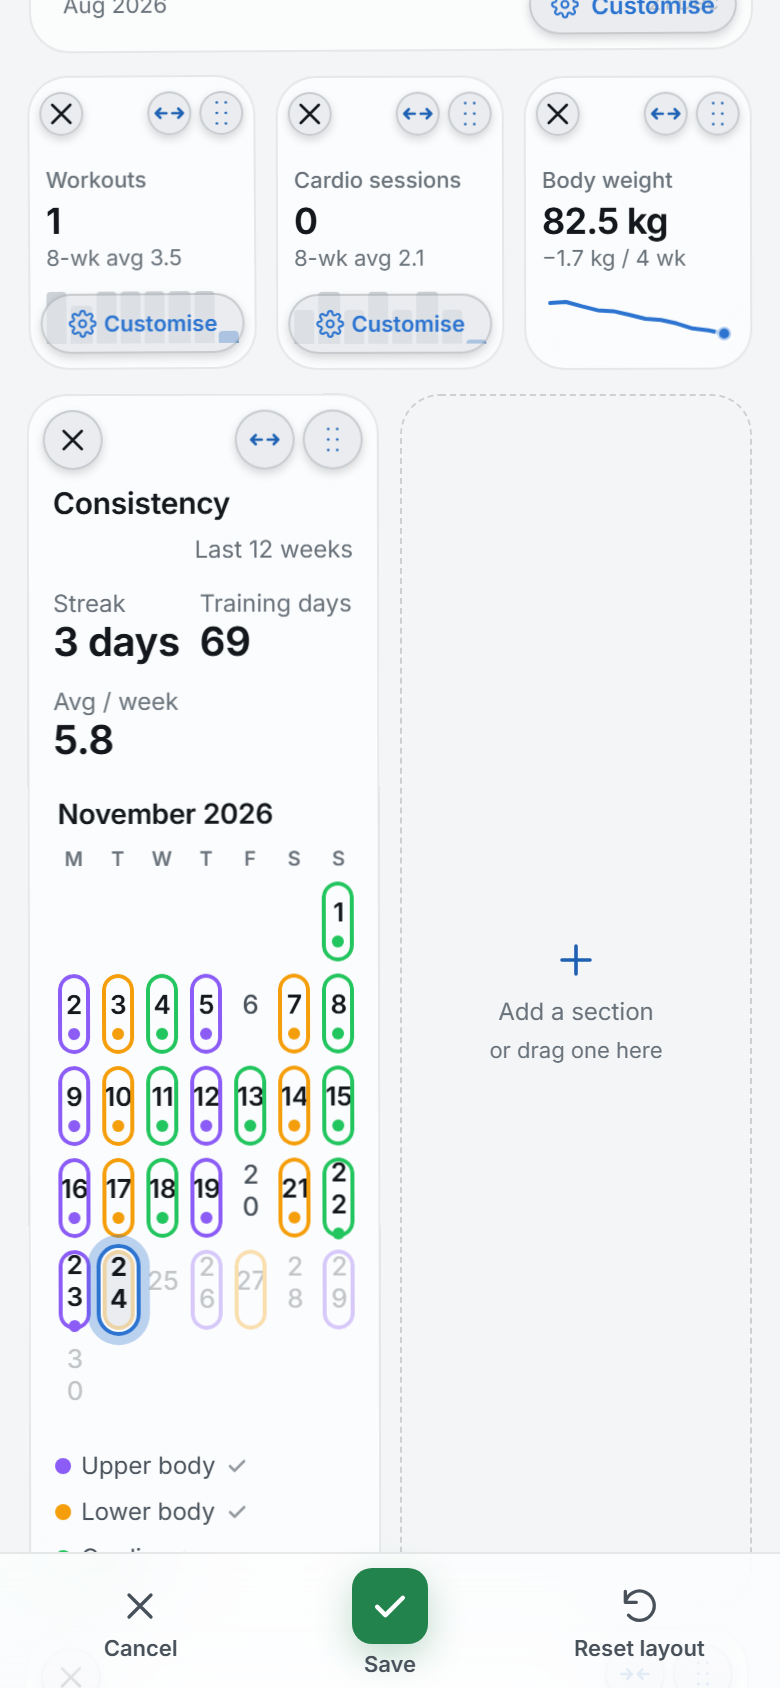 Aug 2026
Customise
Workouts
1
8-wk avg 3.5
Customise
Cardio sessions
0
8-wk avg 2.1
Customise
Body weight
82.5 kg
−1.7 kg / 4 wk
Consistency
Last 12 weeks
Streak Training days
3 days 69
Avg / week
5.8
November 2026
M T W T F S S
1
2 3 4 5 6 7 8
9 10 11 12 13 14 15
16 17 18 19 20 21 22
23 24 25 26 27 28 29
30
Upper body
Lower body
Add a section
or drag one here
Cancel
Save
Reset layout